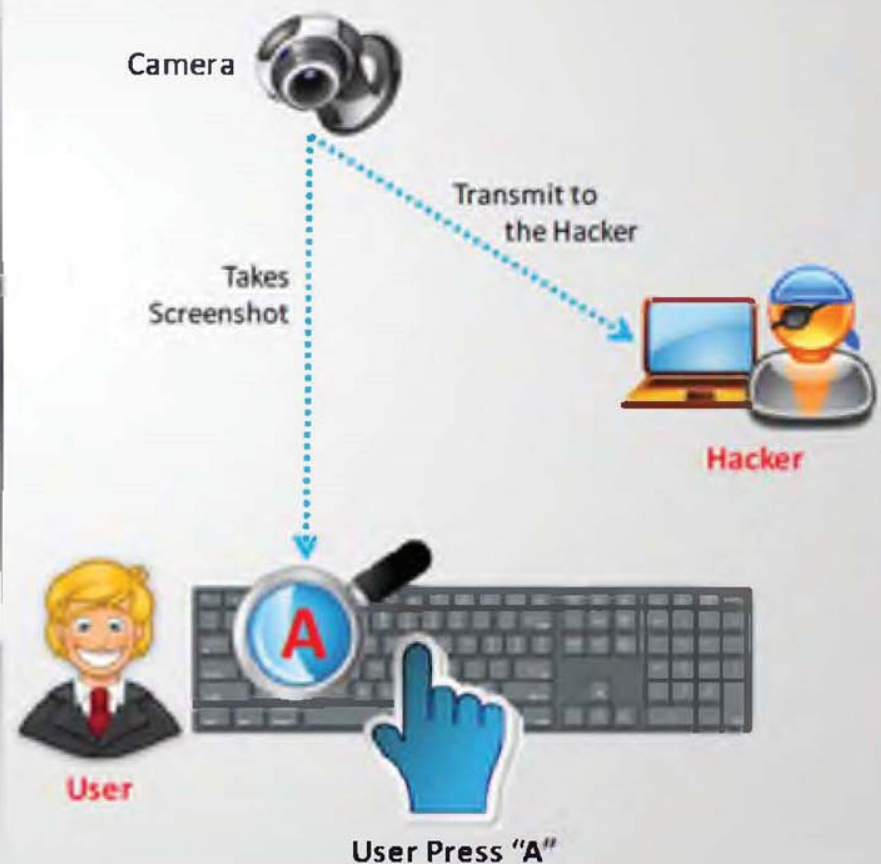 Camera
Transmit to
the Hacker
Takes
Screenshot
Hacker
A
User
User Press "A"